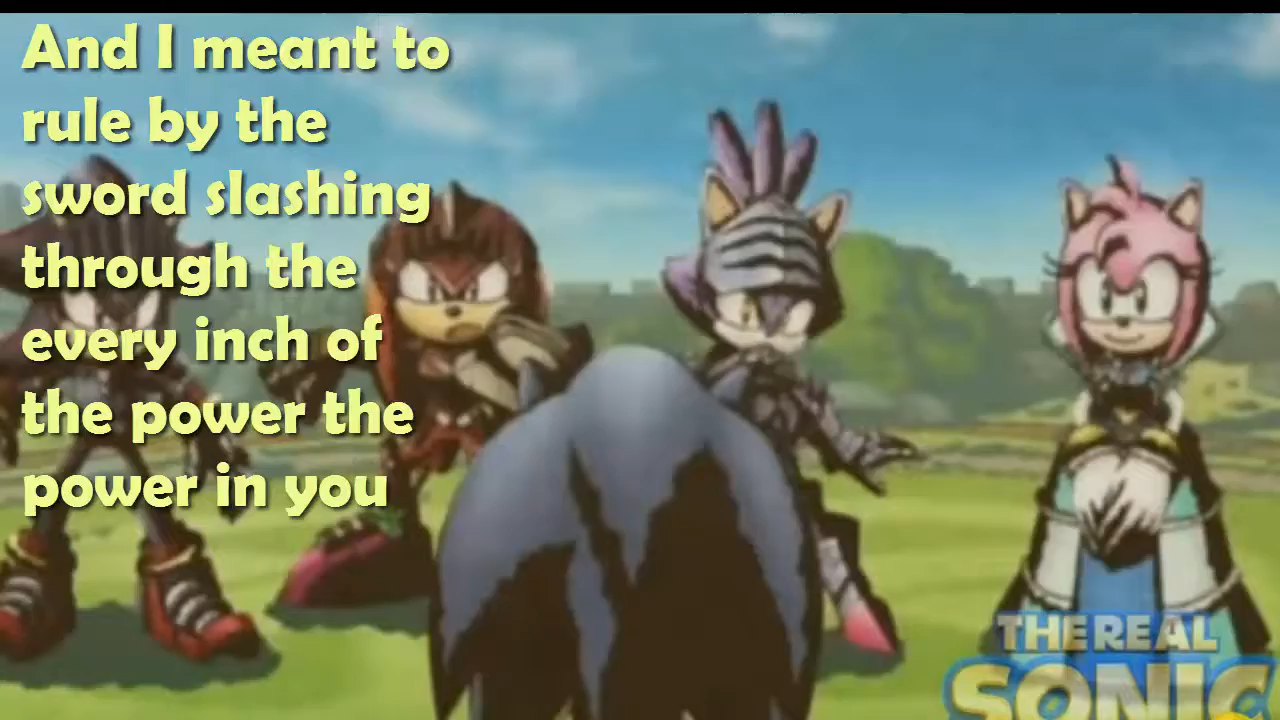 And I meant to
rule by the
sword slashing
through the
every inch of
the power the
power in you
THE REAL
SONIC